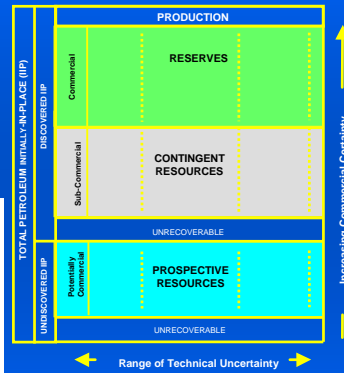 PRODUCTION
TOTAL PETROLEUM INITIALLY-IN-PLACE (IIP)
DISCOVERED IIP
Commercial
RESERVES
Sub-Commercial
CONTINGENT
RESOURCES
UNRECOVERABLE
UNDISCOVERED IIP
Potentially
Commercial
PROSPECTIVE
RESOURCES
UNRECOVERABLE
Increasing Commercial Certainty
Range of Technical Uncertainty